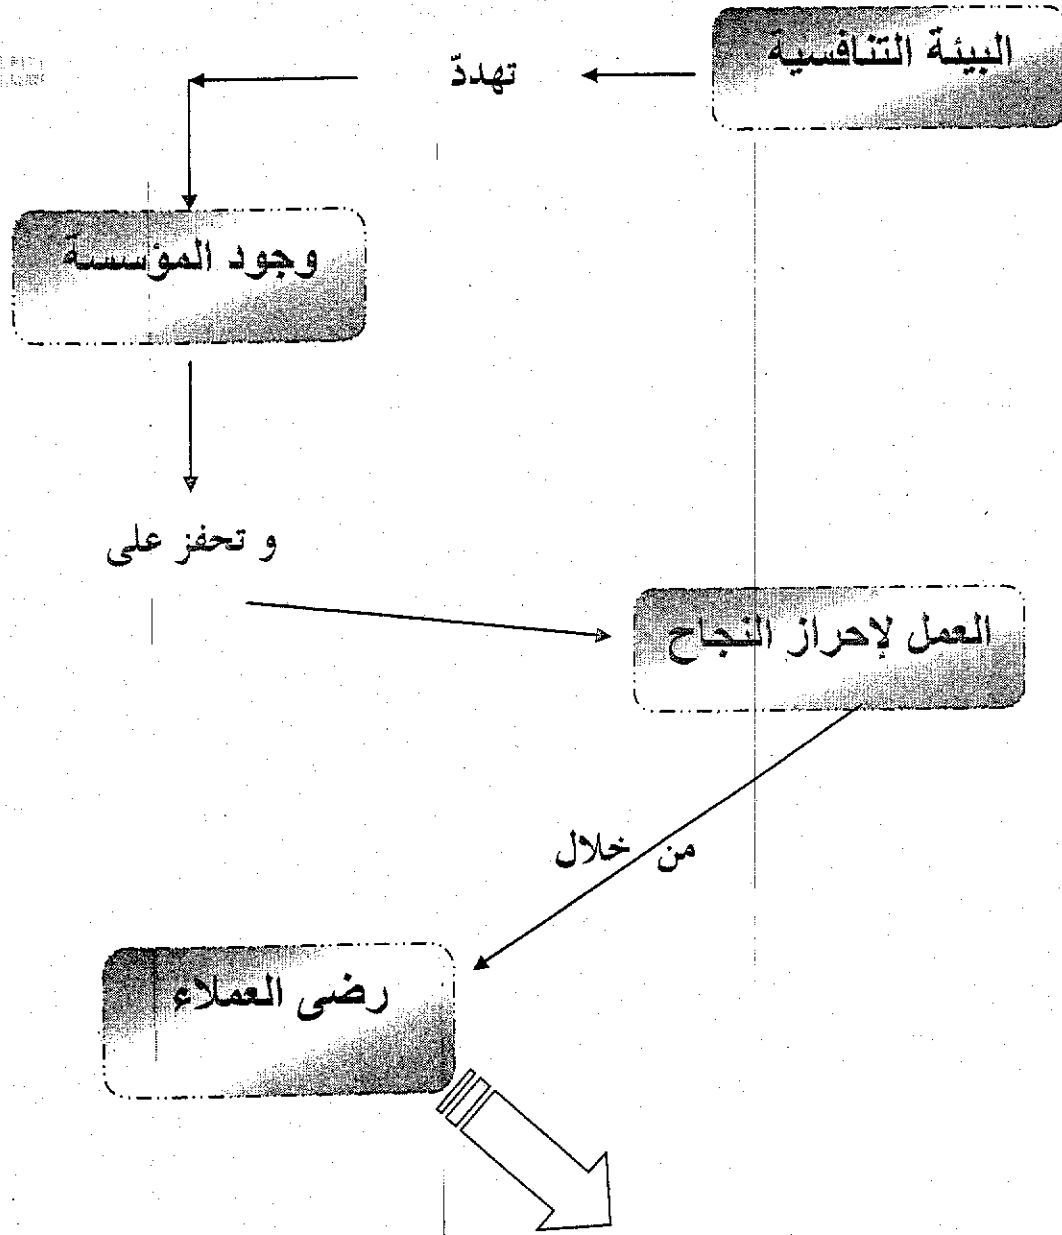 البيئة التنافسية
تهددّ
وجود المؤسسة
و تحفز على
العمل لإحراز النجاح
من خلال
رضى العملاء